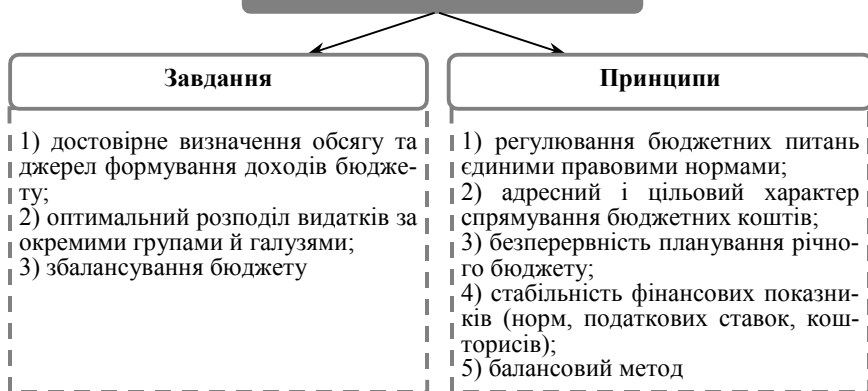 Завдання
1) достовірне визначення обсягу та
джерел формування доходів бюдже-
ту;
2) оптимальний розподіл видатків за
окремими групами й галузями;
3) збалансування бюджету
Принципи
1) регулювання бюджетних питань
єдиними правовими нормами;
2) адресний і цільовий характер
спрямування бюджетних коштів;
3) безперервність планування річно-
го бюджету;
4) стабільність фінансових показни-
ків (норм, податкових ставок, кош-
торисів);
5) балансовий метод